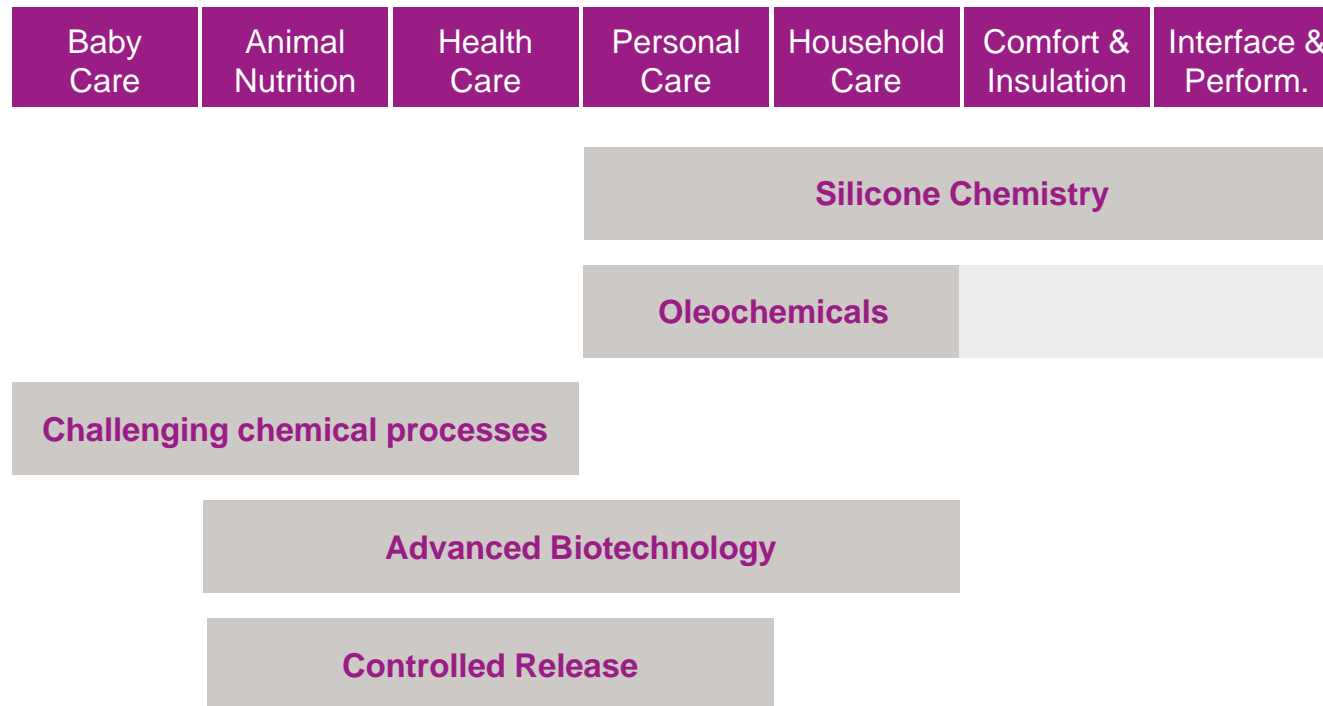 Baby
Care
Animal
Nutrition
Health
Care
Personal
Care
Household
Care
Comfort &
Insulation
Interface &
Perform.
Silicone Chemistry
Oleochemicals
Challenging chemical processes
Advanced Biotechnology
Controlled Release